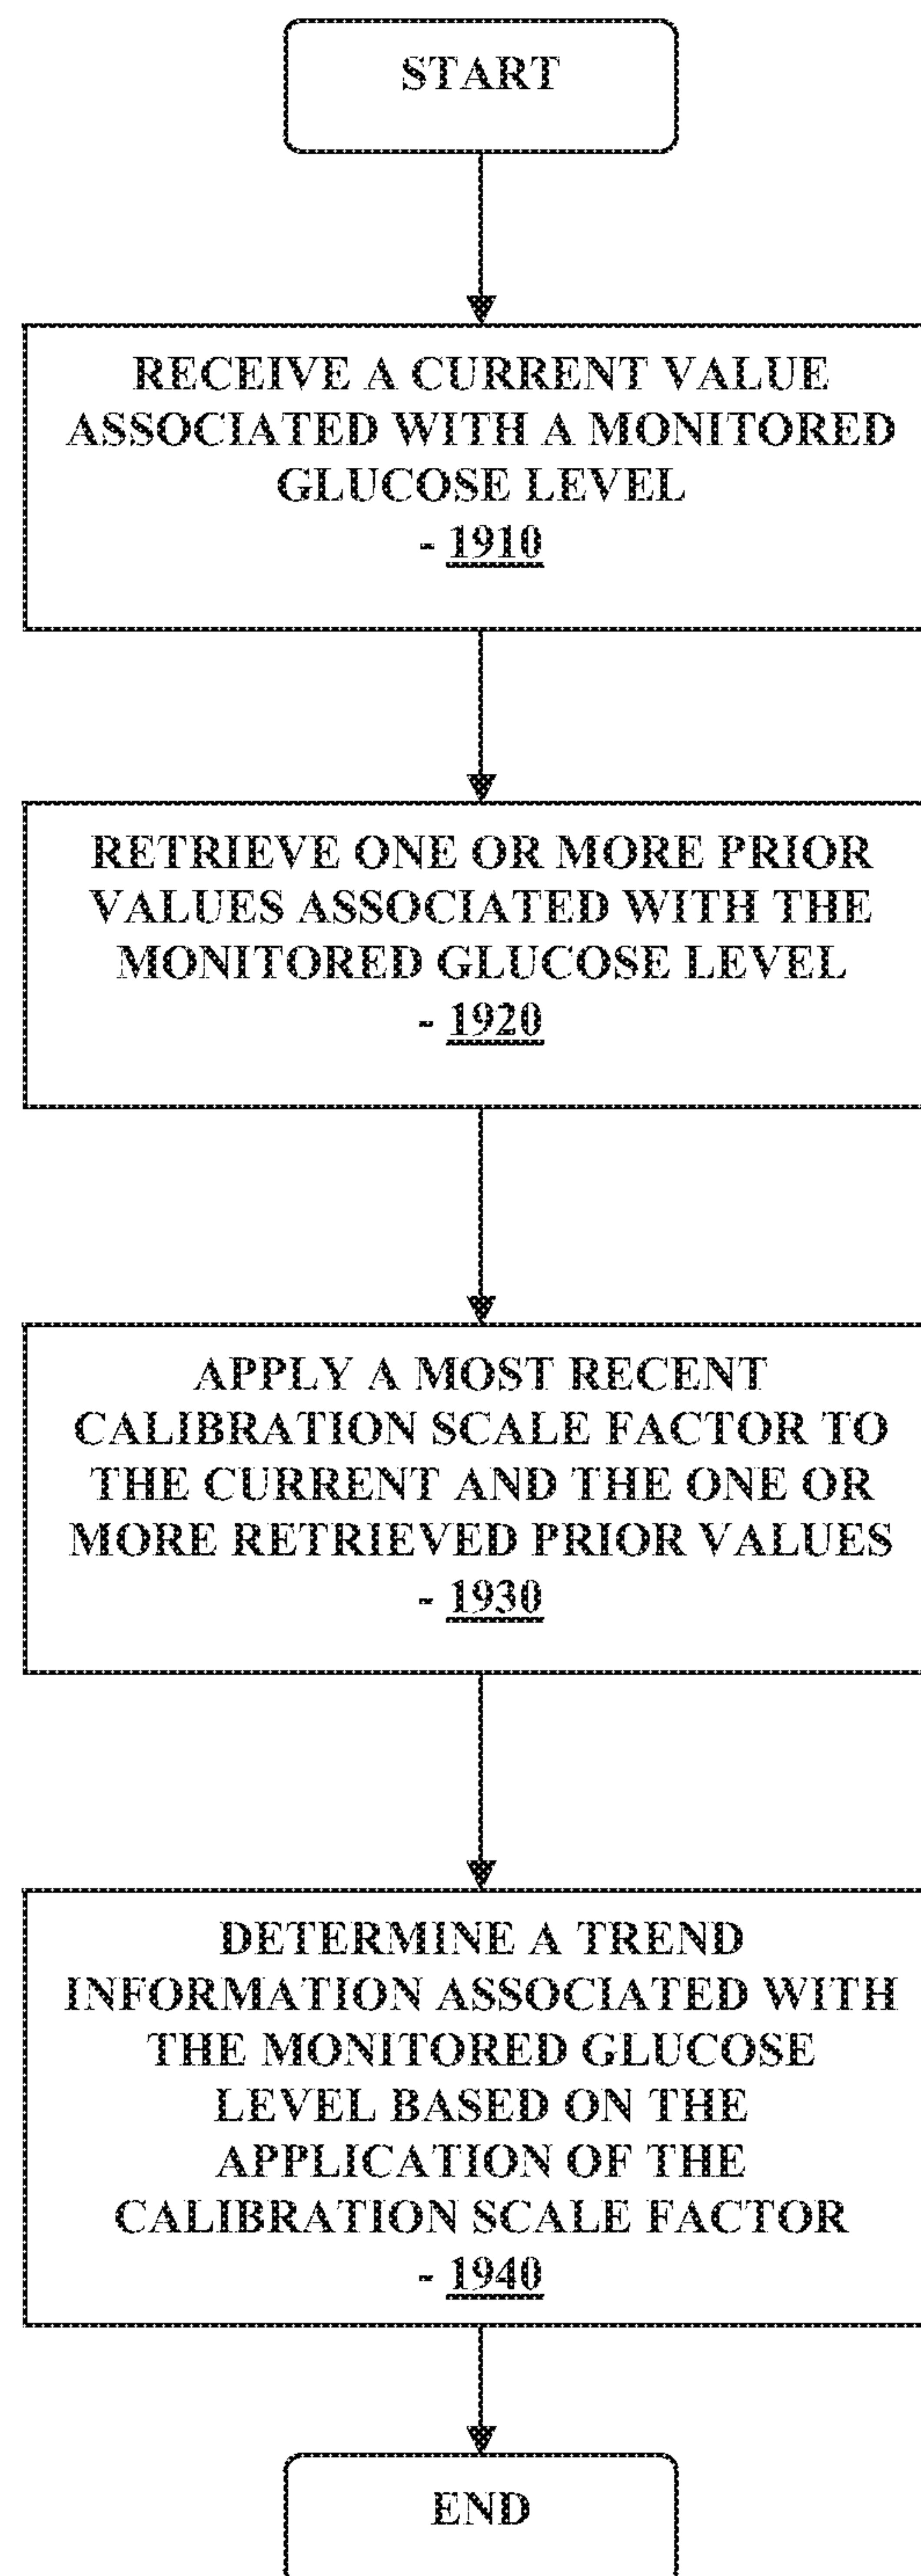 START
RECEIVE A CURRENT VALUE
ASSOCIATED WITH A MONITORED
GLUCOSE LEVEL
- 1910
RETRIEVE ONE OR MORE PRIOR
VALUES ASSOCIATED WITH THE
MONITORED GLUCOSE LEVEL
- 1920
APPLY A MOST RECENT
CALIBRATION SCALE FACTOR TO
THE CURRENT AND THE ONE OR
MORE RETRIEVED PRIOR VALUES
- 1930
DETERMINE A TREND
INFORMATION ASSOCIATED WITH
THE MONITORED GLUCOSE
LEVEL BASED ON THE
APPLICATION OF THE
CALIBRATION SCALE FACTOR
- 1940
END